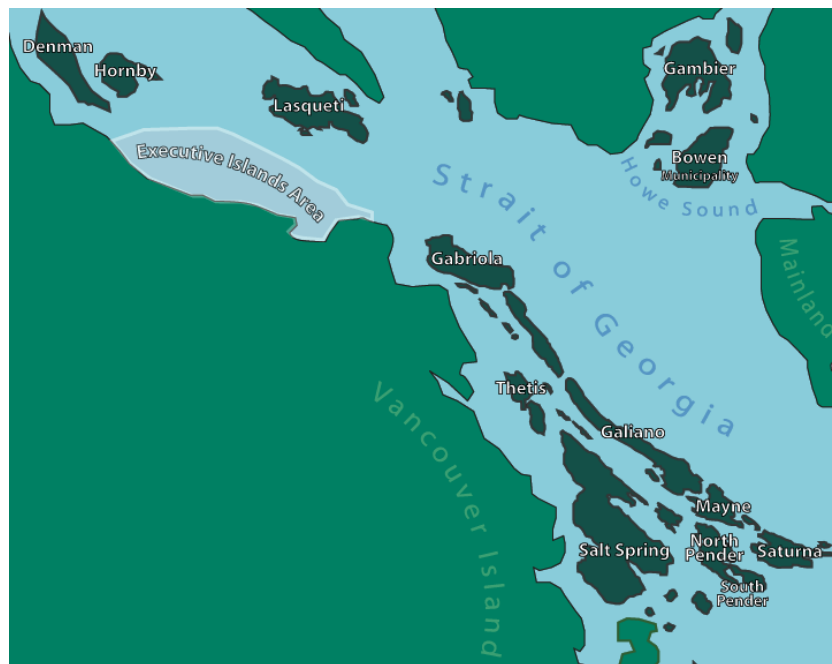 Denman
Hornby
Lasqueti
Gambier
Bowen
Municipality
Executive Islands Area
Howe Sound
Strait of Georgia
Mainland
Gabriola
Thetis
Vancouver Island
Galiano
Mayne
Salt Spring
North
Pender
Saturna
South
Pender